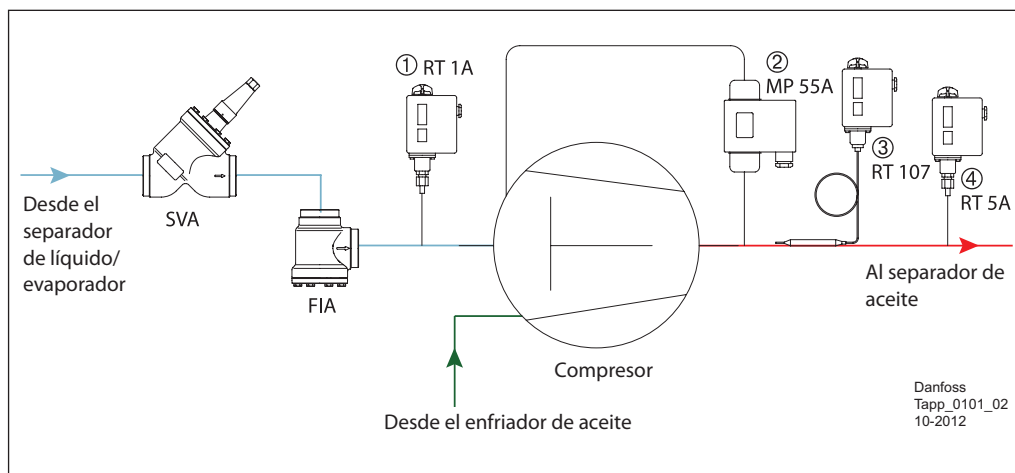 ① RT 1A
②
MP 55A
③
RT 107
④
RT 5A
Desde el
separador
de líquido/
evaporador
SVA
FIA
Compresor
Al separador de
aceite
Desde el enfriador de aceite
Danfoss
Tapp_0101_02
10-2012